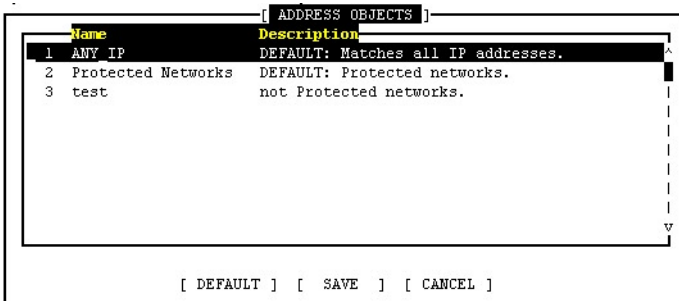 [ ADDRESS OBJECTS ]
Name Description
1 ANY_IP DEFAULT: Matches all IP addresses.
2 Protected Networks DEFAULT: Protected networks.
3 test not Protected networks.
[ DEFAULT ] [ SAVE ] [ CANCEL ]